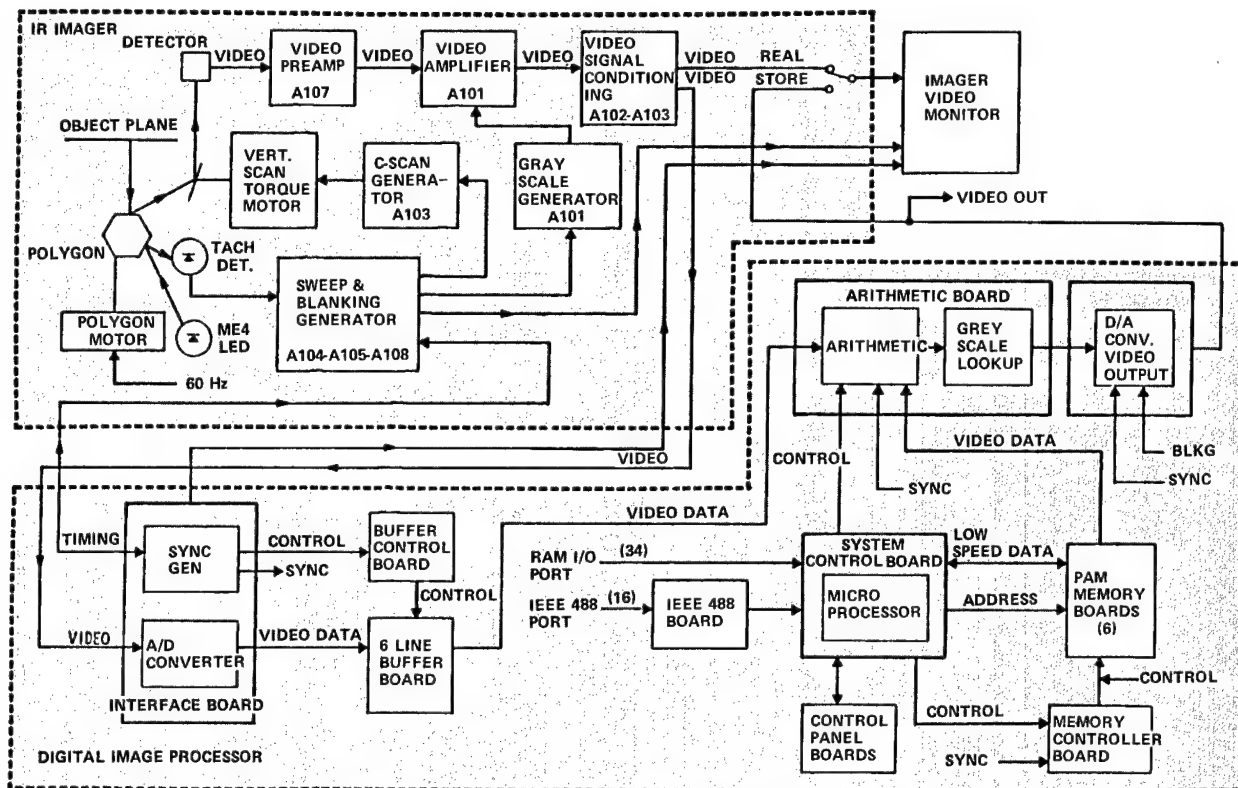 IR IMAGER
DETECTOR
VIDEO
VIDEO
PREAMP
A107
VIDEO
VIDEO
AMPLIFIER
A101
VIDEO
VIDEO
SIGNAL
CONDITION
ING
A102-A103
VIDEO
VIDEO
REAL
STORE
IMAGER
VIDEO
MONITOR
OBJECT PLANE
VERT.
SCAN
TORQUE
MOTOR
C-SCAN
GENERA-
TOR
A103
GRAY
SCALE
GENERATOR
A101
VIDEO OUT
POLYGON
TACH
DET.
POLYGON
MOTOR
ME4
LED
60 Hz
SWEEP &
BLANKING
GENERATOR
A104-A105-A108
ARITHMETIC BOARD
ARITHMETIC
GREY
SCALE
LOOKUP
D/A
CONV.
VIDEO
OUTPUT
VIDEO
CONTROL
VIDEO DATA
BLKG
SYNC
SYNC
TIMING
SYNC
GEN
CONTROL
SYNC
BUFFER
CONTROL
BOARD
CONTROL
VIDEO DATA
VIDEO
A/D
CONVERTER
VIDEO DATA
6 LINE
BUFFER
BOARD
INTERFACE BOARD
RAM I/O
PORT
(34)
IEEE 488
PORT
(16)
IEEE 488
BOARD
SYSTEM
CONTROL BOARD
MICRO
PROCESSOR
LOW
SPEED DATA
ADDRESS
PAM
MEMORY
BOARDS
(6)
CONTROL
CONTROL
PANEL
BOARDS
CONTROL
MEMORY
CONTROLLER
BOARD
SYNC
DIGITAL IMAGE PROCESSOR